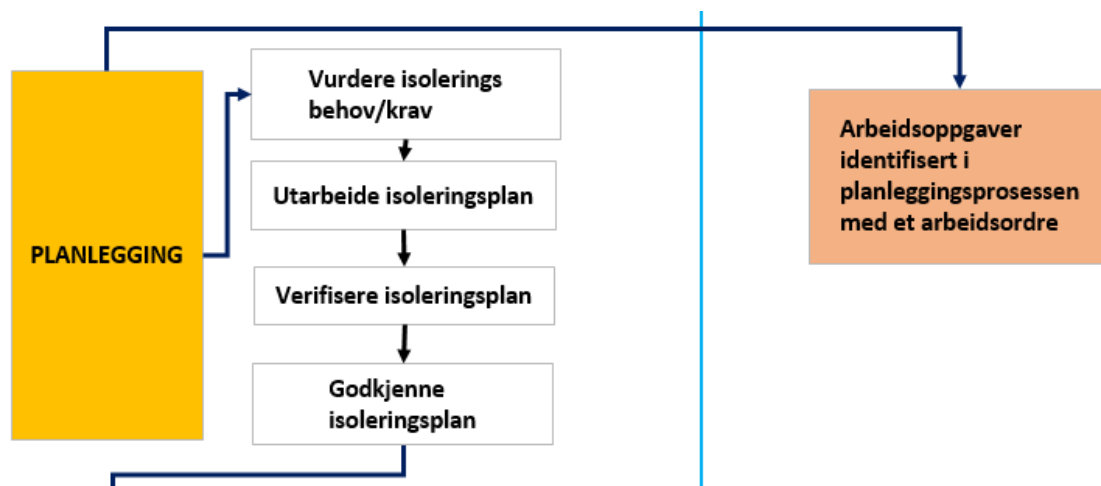 Vurdere isolerings
behov/krav
Utarbeide isoleringsplan
PLANLEGGING
Verifisere isoleringsplan
Godkjenne
isoleringsplan
Arbeidsoppgaver
identifisert i
planleggingsprosessen
med et arbeidsordre